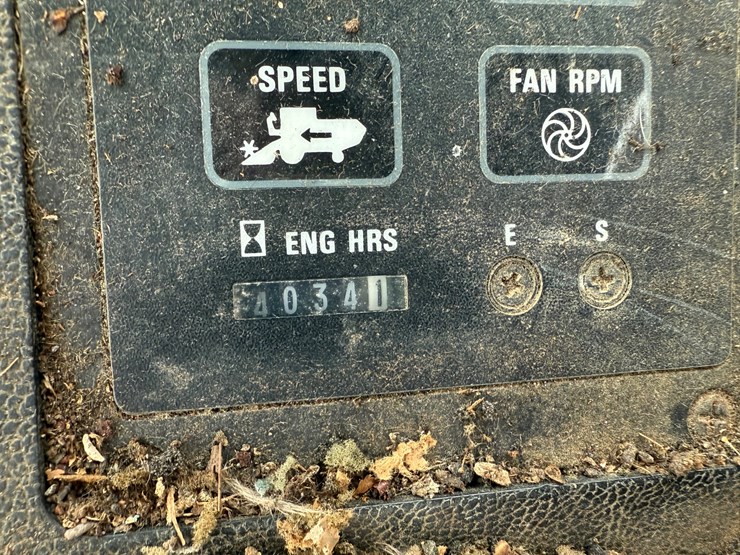 SPEED
FAN RPM
ENG HRS
E
S
40341